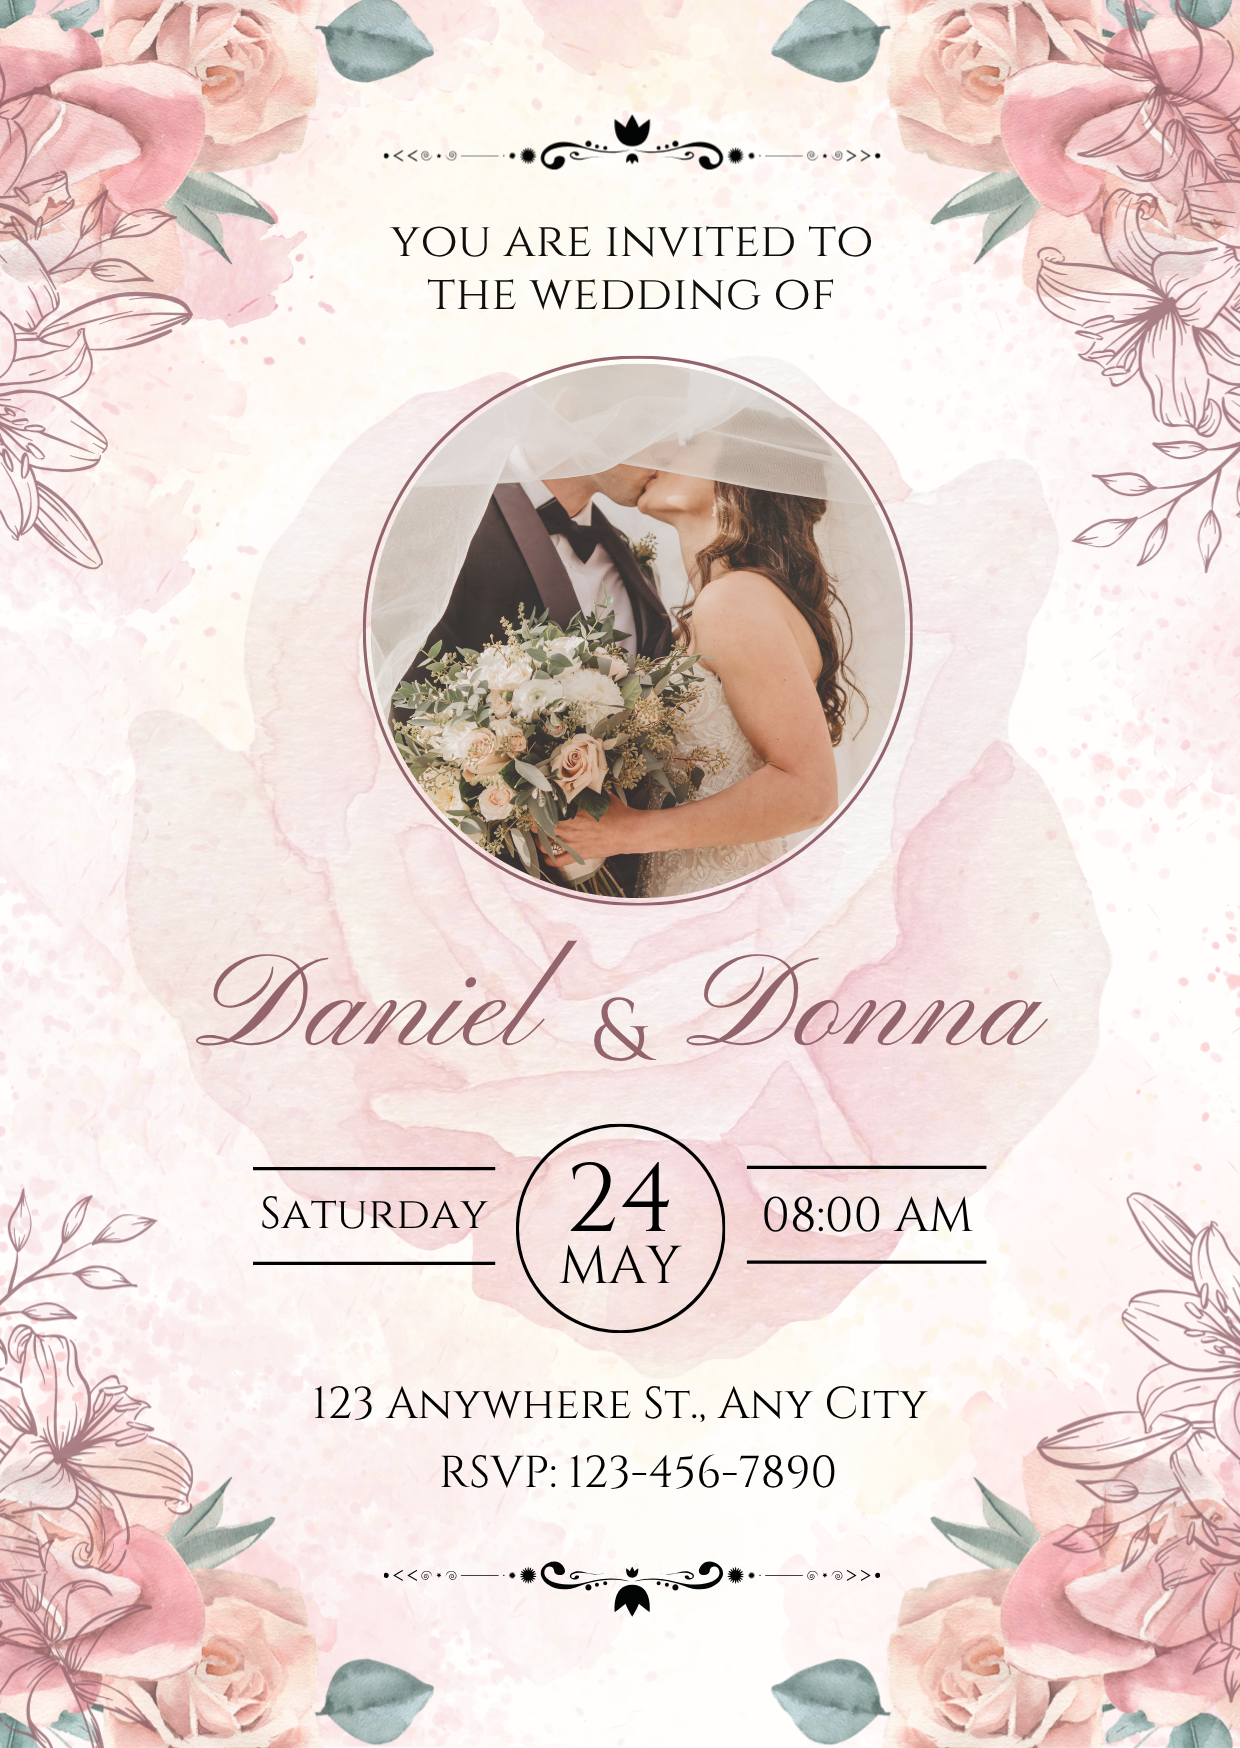 YOU ARE INVITED TO
THE WEDDING OF
Daniel & Donna
SATURDAY
24
MAY
08:00 AM
123 ANYWHERE ST., ANY CITY
RSVP: 123-456-7890